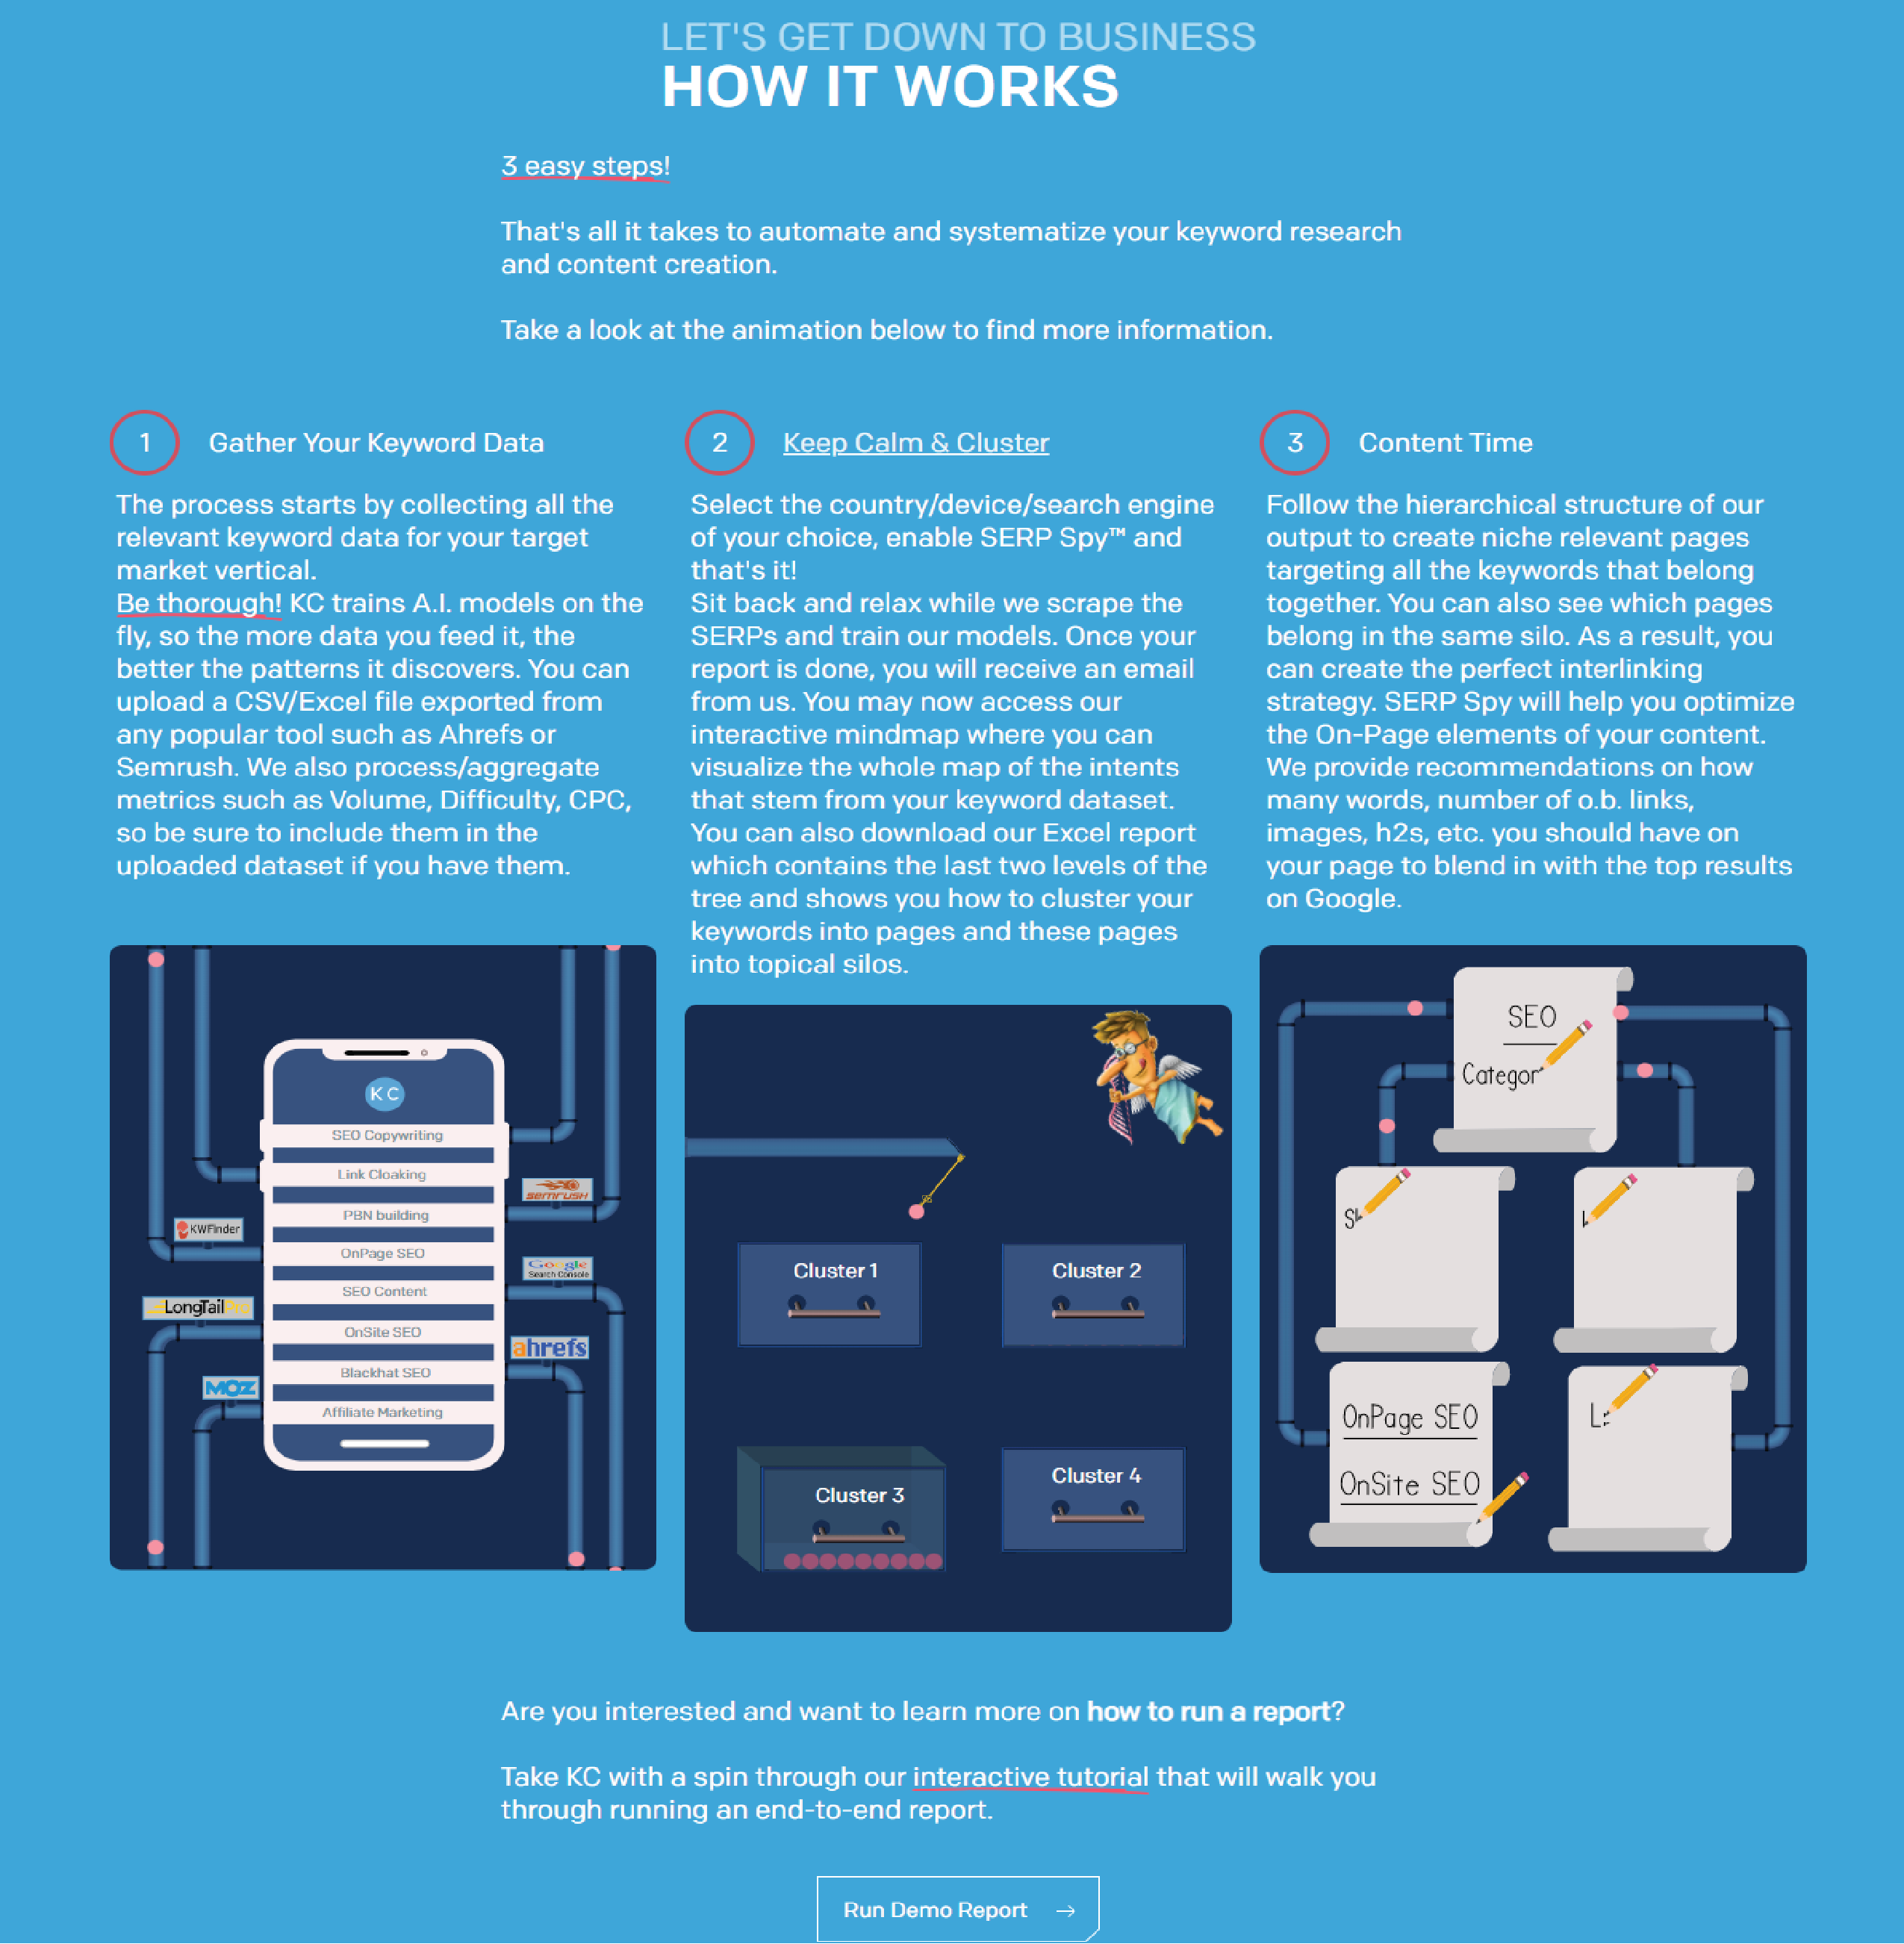 LET'S GET DOWN TO BUSINESS
HOW IT WORKS
3 easy steps!
That's all it takes to automate and systematize your keyword research
and content creation.
Take a look at the animation below to find more information.
1 Gather Your Keyword Data
The process starts by collecting all the
relevant keyword data for your target
market vertical.
Be thorough! KC trains A.I. models on the
fly, so the more data you feed it, the
better the patterns it discovers. You can
upload a CSV/Excel file exported from
any popular tool such as Ahrefs or
Semrush. We also process/aggregate
metrics such as Volume, Difficulty, CPC,
so be sure to include them in the
uploaded dataset if you have them.
KC
SEO Copywriting
Link Cloaking
PBN building
OnPage SEO
SEO Content
OnSite SEO
Blackhat SEO
Affiliate Marketing
KWFinder
LongTailPro
MOZ
semrush
Google
Search Console
ahrefs
2 Keep Calm & Cluster
Select the country/device/search engine
of your choice, enable SERP Spy™ and
that's it!
Sit back and relax while we scrape the
SERPs and train our models. Once your
report is done, you will receive an email
from us. You may now access our
interactive mindmap where you can
visualize the whole map of the intents
that stem from your keyword dataset.
You can also download our Excel report
which contains the last two levels of the
tree and shows you how to cluster your
keywords into pages and these pages
into topical silos.
Cluster 1
Cluster 2
Cluster 3
Cluster 4
3 Content Time
Follow the hierarchical structure of our
output to create niche relevant pages
targeting all the keywords that belong
together. You can also see which pages
belong in the same silo. As a result, you
can create the perfect interlinking
strategy. SERP Spy will help you optimize
the On-Page elements of your content.
We provide recommendations on how
many words, number of o.b. links,
images, h2s, etc. you should have on
your page to blend in with the top results
on Google.
SEO
Categor
OnPage SEO
OnSite SEO
Are you interested and want to learn more on how to run a report?
Take KC with a spin through our interactive tutorial that will walk you
through running an end-to-end report.
Run Demo Report →